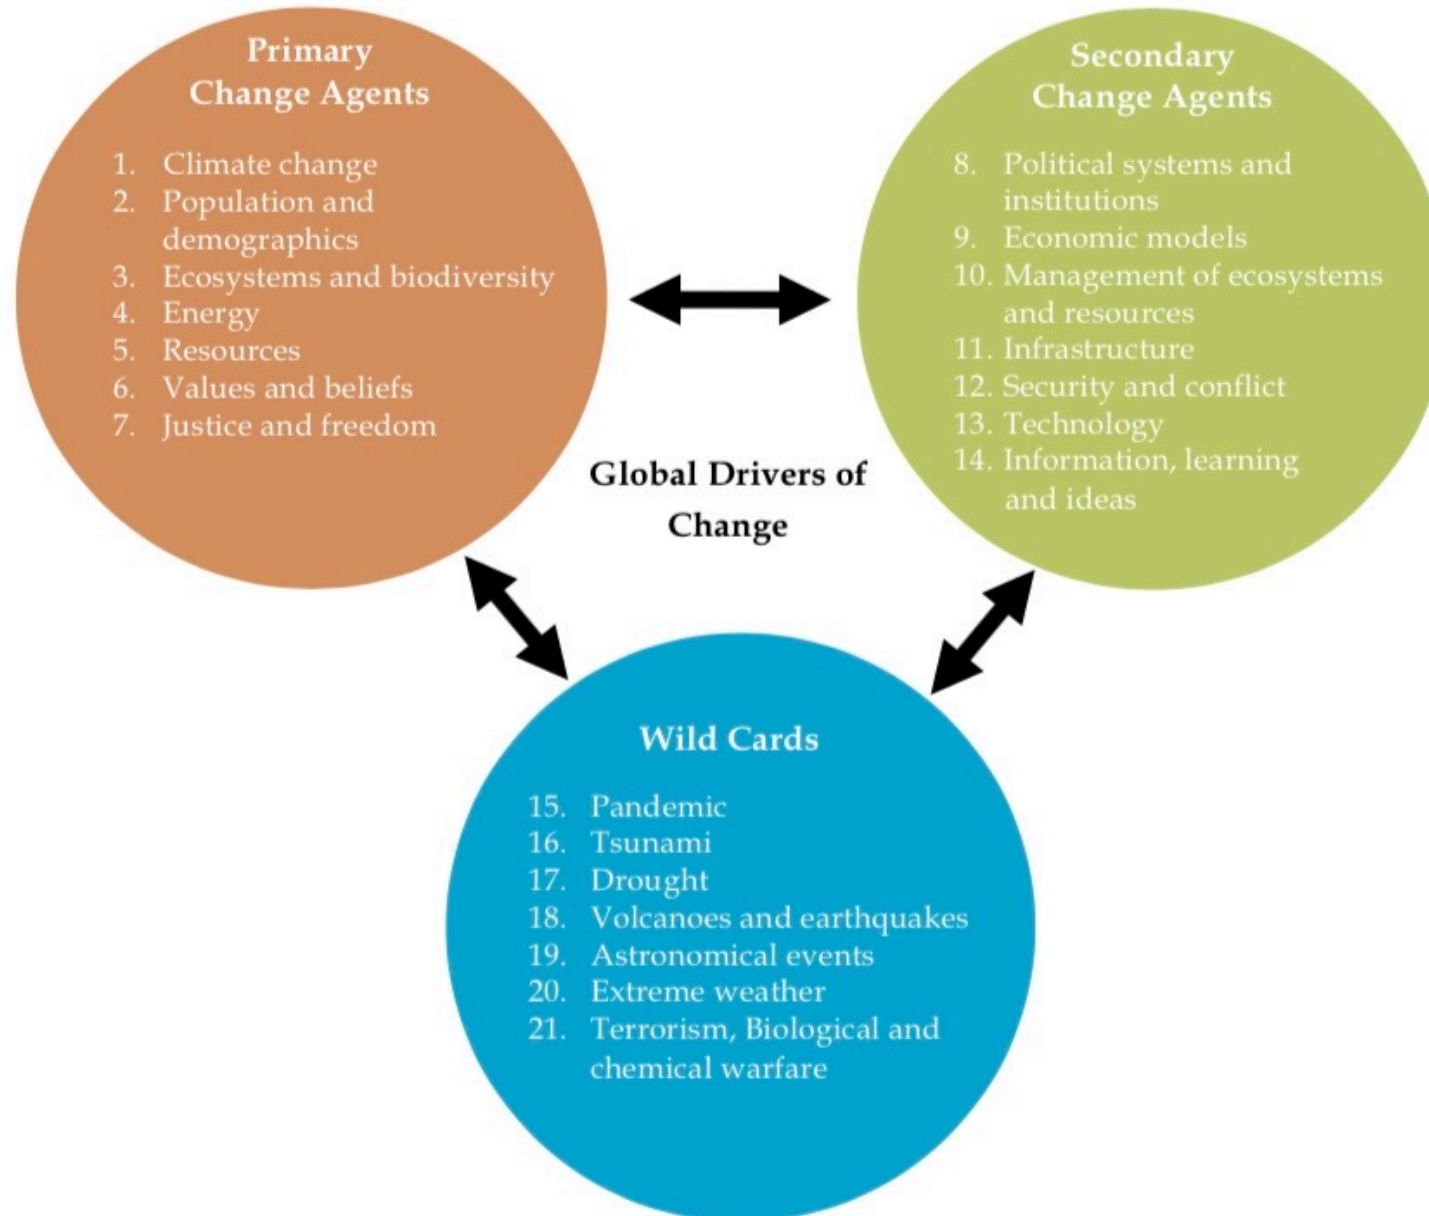 Primary
Change Agents
1. Climate change
2. Population and
demographics
3. Ecosystems and biodiversity
4. Energy
5. Resources
6. Values and beliefs
7. Justice and freedom
Secondary
Change Agents
8. Political systems and
institutions
9. Economic models
10. Management of ecosystems
and resources
11. Infrastructure
12. Security and conflict
13. Technology
14. Information, learning
and ideas
Global Drivers of
Change
Wild Cards
15. Pandemic
16. Tsunami
17. Drought
18. Volcanoes and earthquakes
19. Astronomical events
20. Extreme weather
21. Terrorism, Biological and
chemical warfare